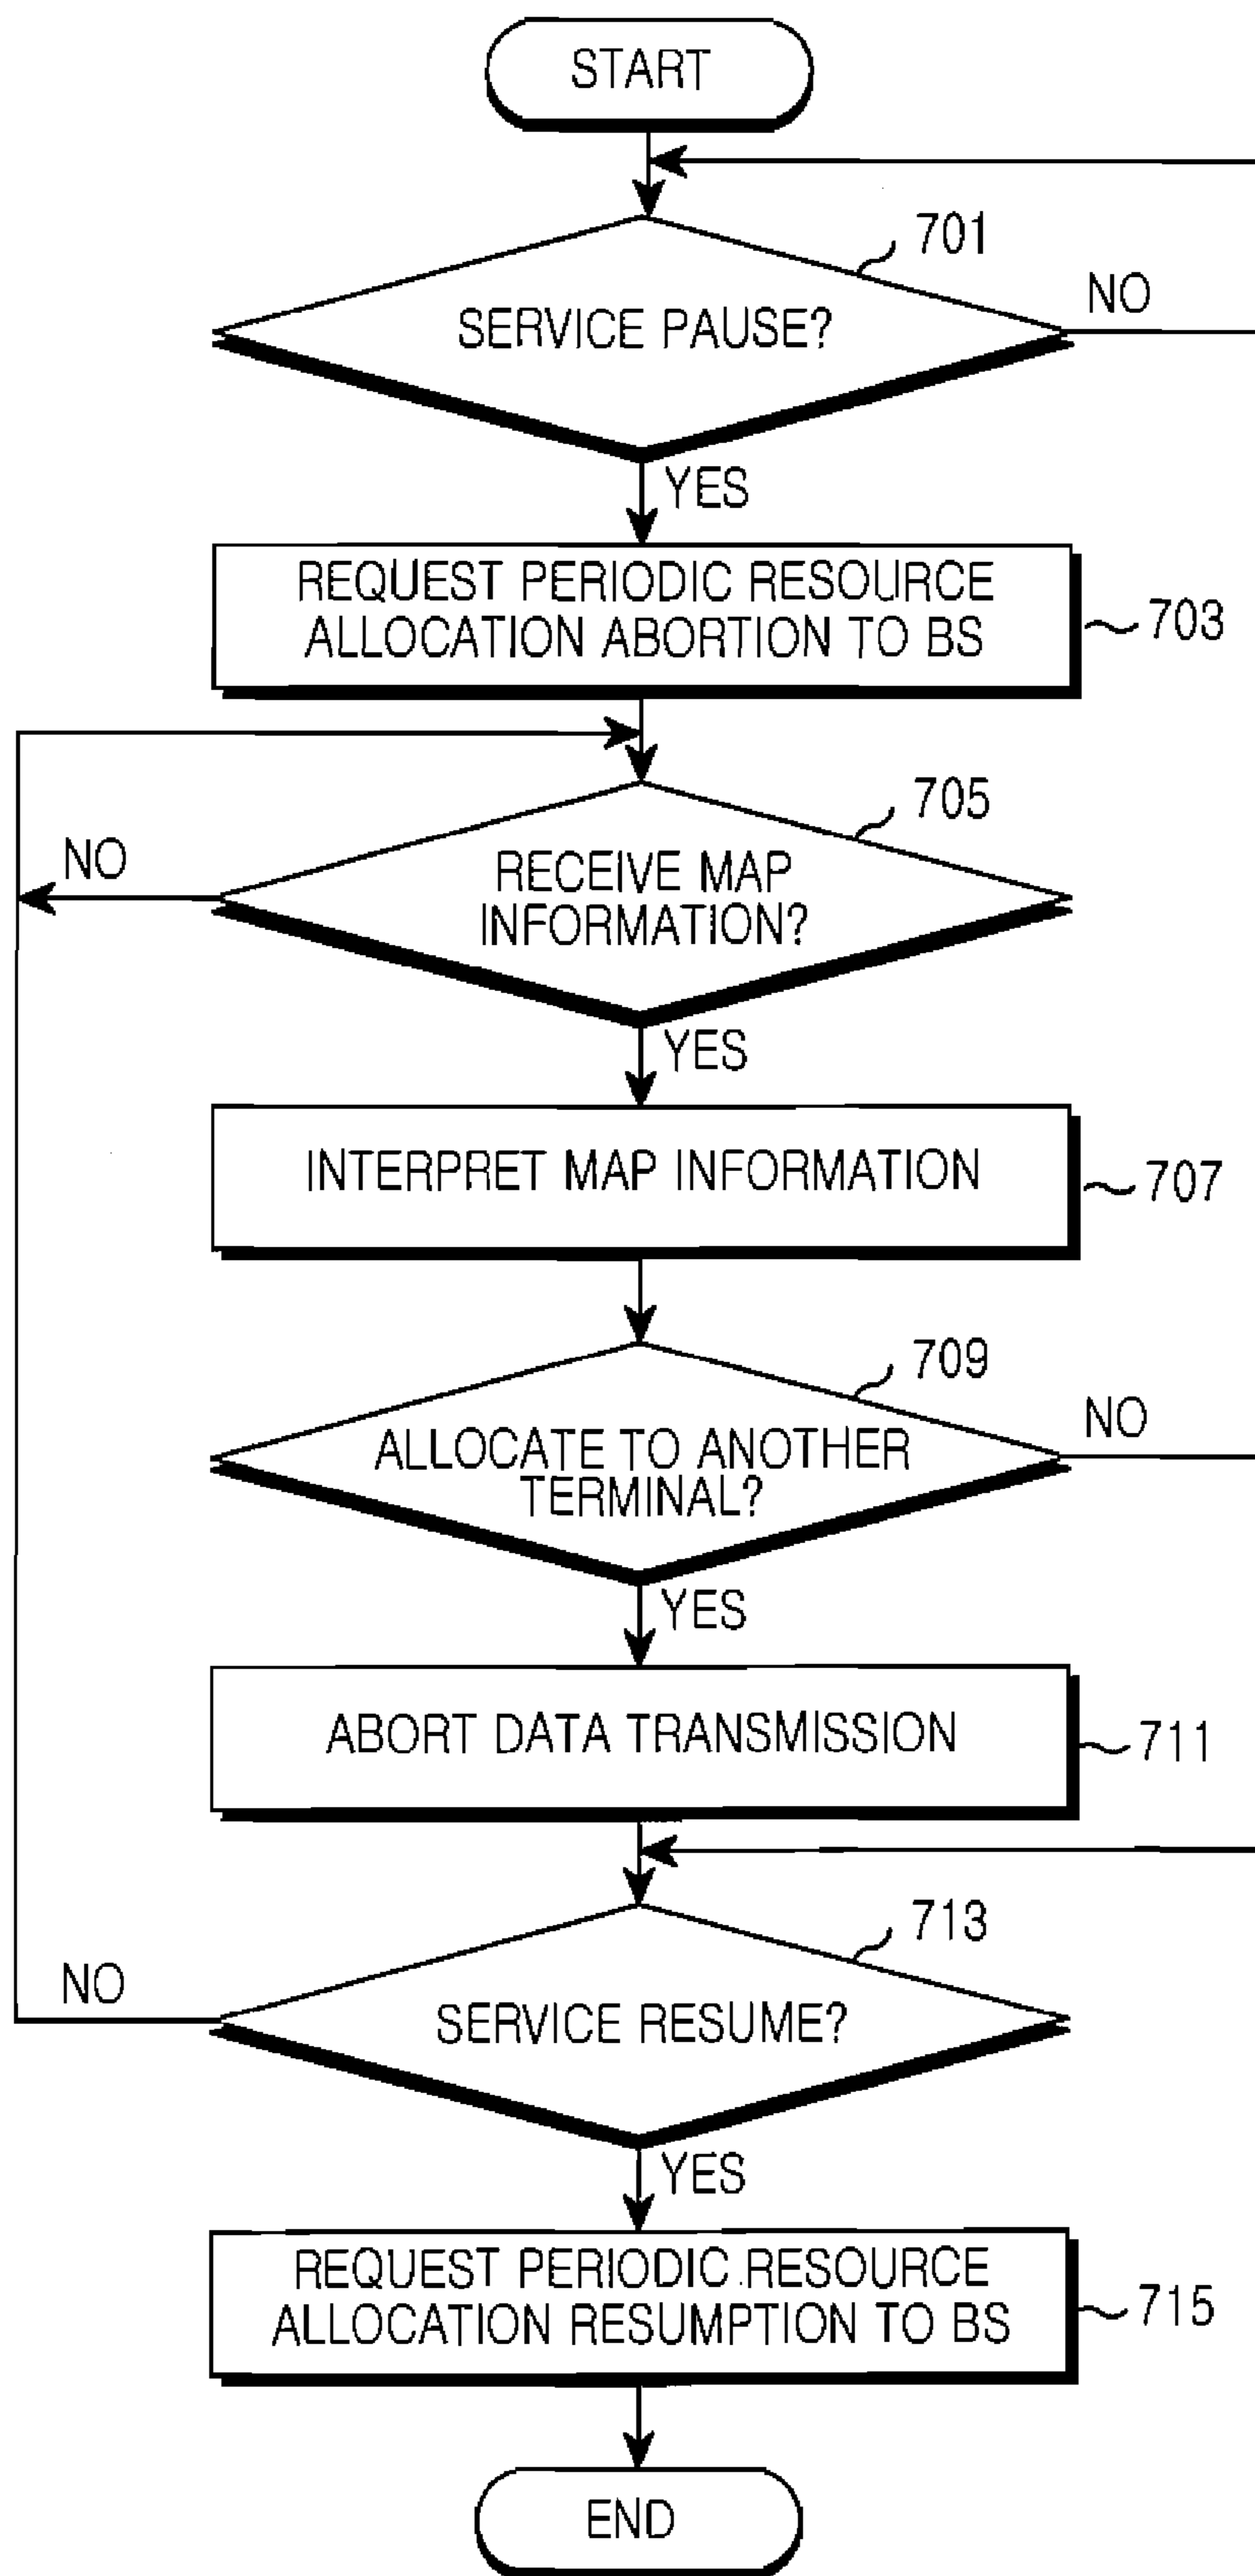 START
701
SERVICE PAUSE?
NO
YES
REQUEST PERIODIC RESOURCE
ALLOCATION ABORTION TO BS
703
705
NO
RECEIVE MAP
INFORMATION?
YES
INTERPRET MAP INFORMATION
707
709
NO
ALLOCATE TO ANOTHER
TERMINAL?
YES
ABORT DATA TRANSMISSION
711
713
NO
SERVICE RESUME?
YES
REQUEST PERIODIC RESOURCE
ALLOCATION RESUMPTION TO BS
715
END